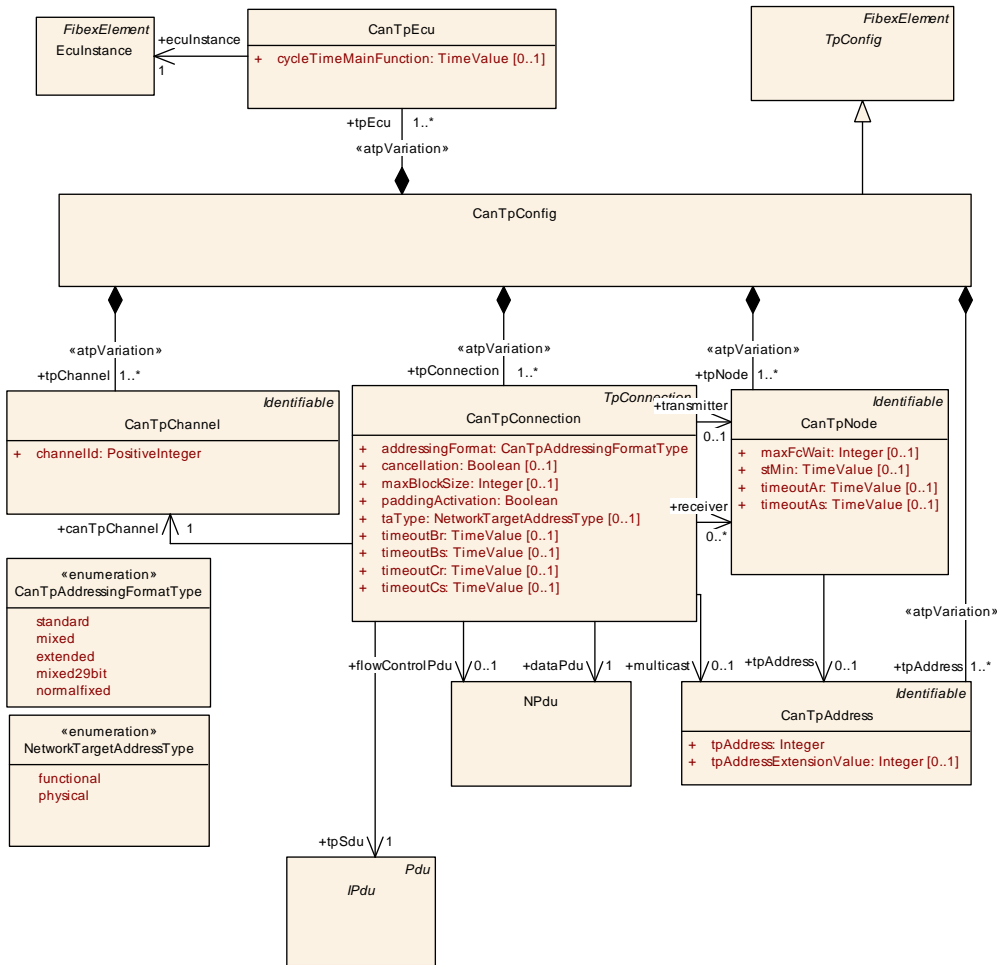 FibexElement
EcuInstance
+ecuInstance
1
CanTpEcu
+ cycleTimeMainFunction: TimeValue [0..1]
FibexElement
TpConfig
+tpEcu 1..*
«atpVariation»
CanTpConfig
«atpVariation»
+tpChannel 1..*
«atpVariation»
+tpConnection 1..*
«atpVariation»
+tpNode 1..*
Identifiable
CanTpChannel
+ channelId: PositiveInteger
TpConnection
CanTpConnection
+ addressingFormat: CanTpAddressingFormatType
+ cancellation: Boolean [0..1]
+ maxBlockSize: Integer [0..1]
+ paddingActivation: Boolean
+ taType: NetworkTargetAddressType [0..1]
+ timeoutBr: TimeValue [0..1]
+ timeoutBs: TimeValue [0..1]
+ timeoutCr: TimeValue [0..1]
+ timeoutCs: TimeValue [0..1]
+transmitter
0..1
+receiver
0..*
Identifiable
CanTpNode
+ maxFcWait: Integer [0..1]
+ stMin: TimeValue [0..1]
+ timeoutAr: TimeValue [0..1]
+ timeoutAs: TimeValue [0..1]
+canTpChannel 1
«enumeration»
CanTpAddressingFormatType
standard
mixed
extended
mixed29bit
normalfixed
«atpVariation»
+flowControlPdu 0..1
+dataPdu 1
+multicast 0..1
+tpAddress 0..1
+tpAddress 1..*
«enumeration»
NetworkTargetAddressType
functional
physical
NPdu
Identifiable
CanTpAddress
+ tpAddress: Integer
+ tpAddressExtensionValue: Integer [0..1]
+tpSdu 1
Pdu
IPdu